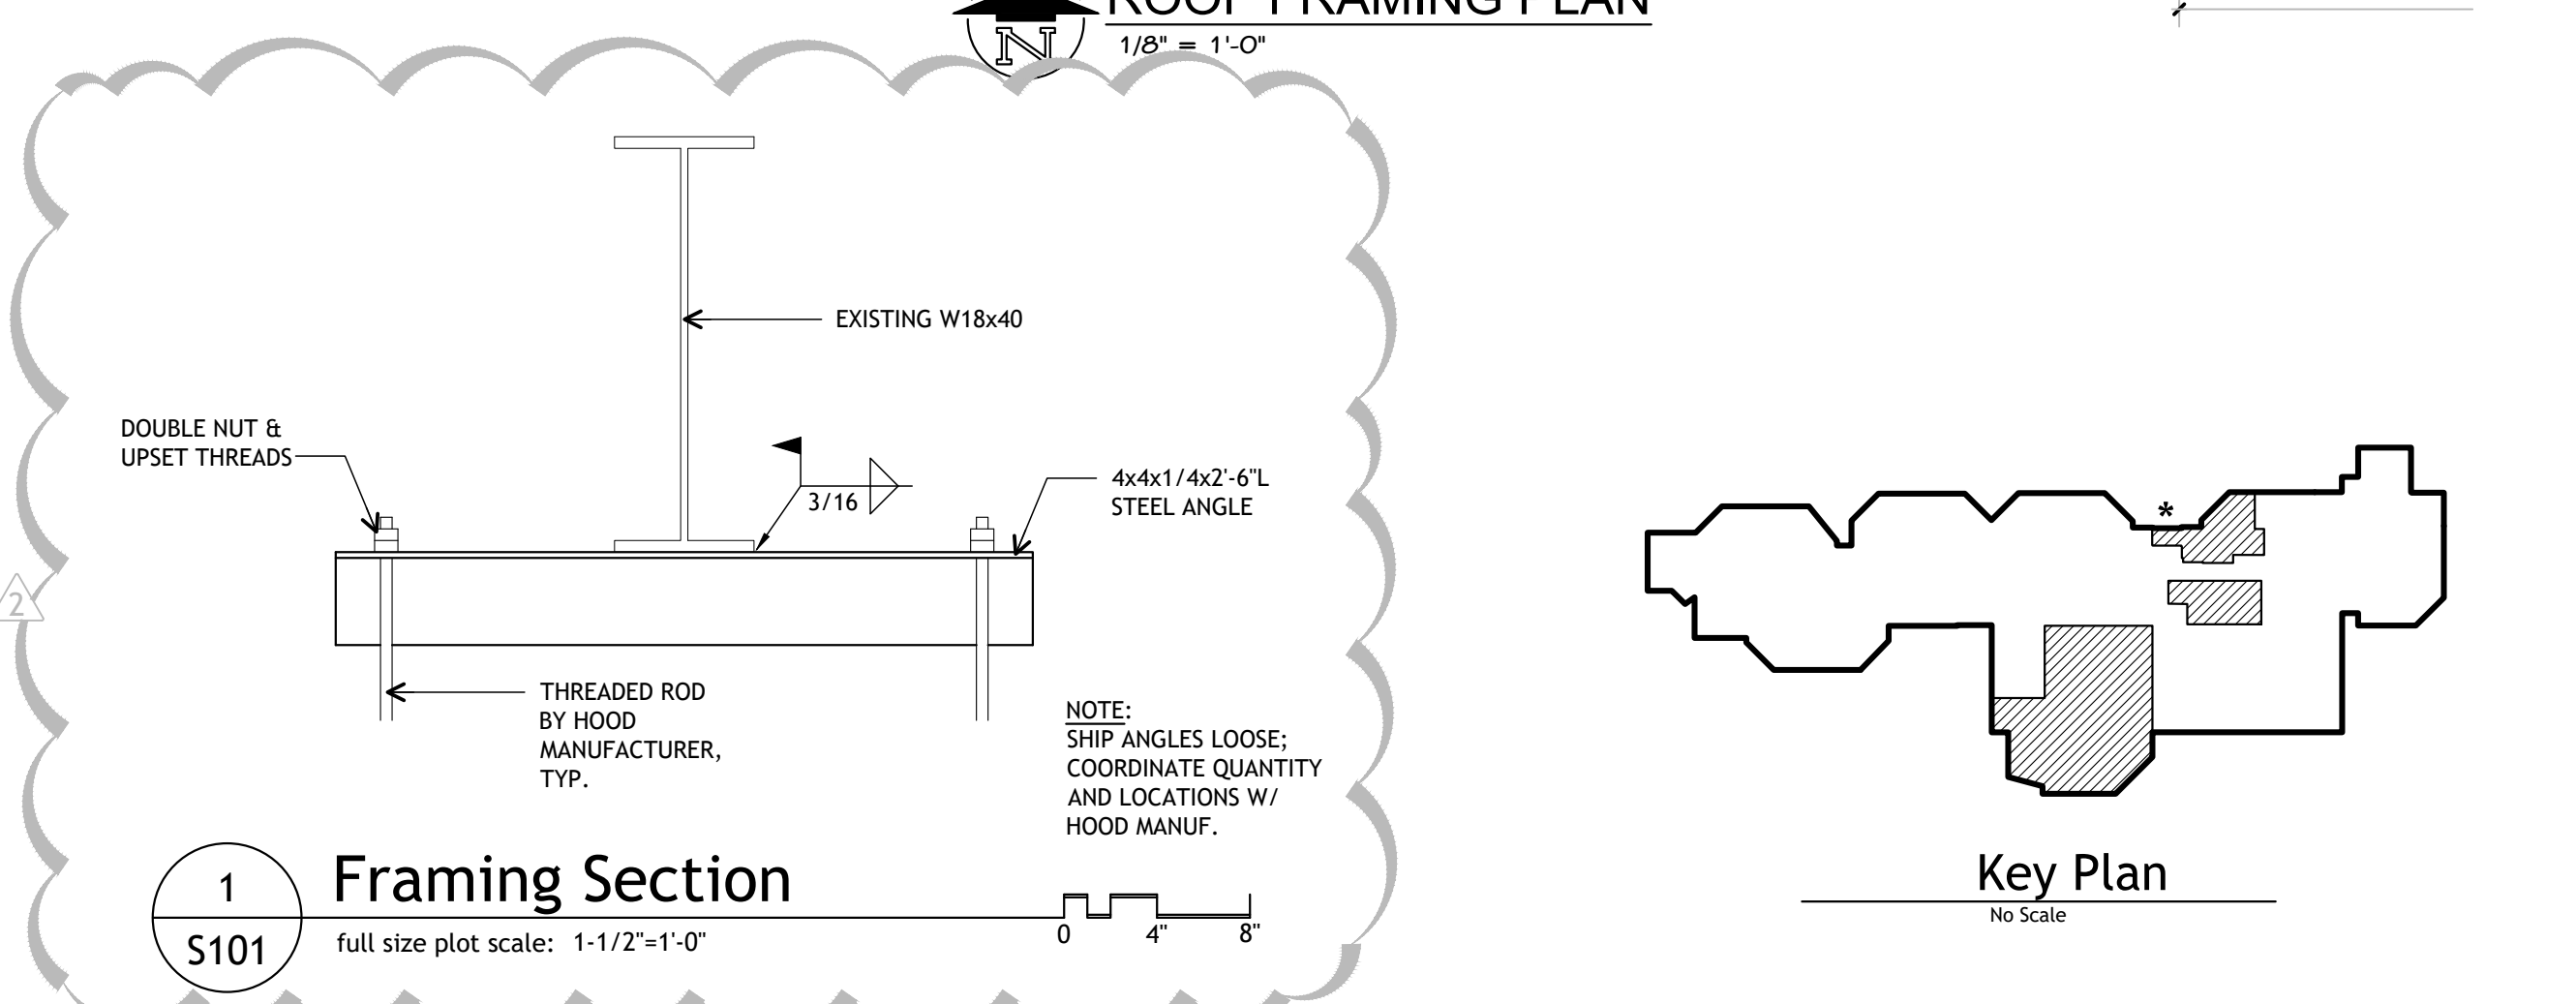 ROOF FRAMING PLAN
N
1/8" = 1'-0"
EXISTING W18x40
DOUBLE NUT &
UPSET THREADS
3/16
4x4x1/4x2'-6"L
STEEL ANGLE
2
THREADED ROD
BY HOOD
MANUFACTURER,
TYP.
NOTE:
SHIP ANGLES LOOSE;
COORDINATE QUANTITY
AND LOCATIONS W/
HOOD MANUF.
1
S101
Framing Section
full size plot scale: 1-1/2"=1'-0"
0 4" 8"
*
Key Plan
No Scale